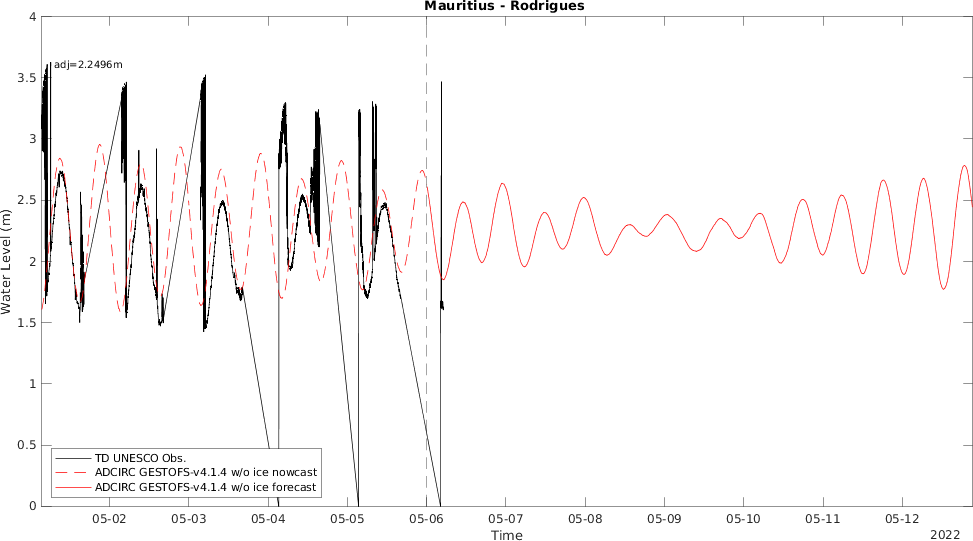 Mauritius - Rodrigues
4
3.5
3
2.5
2
1.5
1
0.5
0
Water Level (m)
adj=2.2496m
TD UNESCO Obs.
ADCIRC GESTOFS-v4.1.4 w/o ice nowcast
ADCIRC GESTOFS-v4.1.4 w/o ice forecast
05-02 05-03 05-04 05-05 05-06 05-07 05-08 05-09 05-10 05-11 05-12
Time
2022